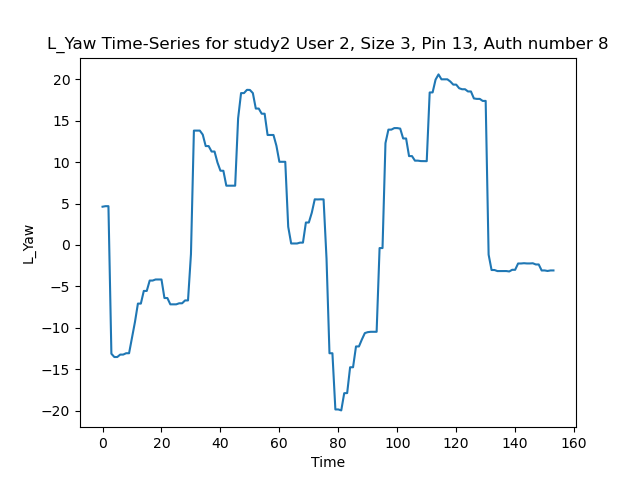 L_Yaw Time-Series for study2 User 2, Size 3, Pin 13, Auth number 8
20
15
10
5
0
−5
−10
−15
−20
L_Yaw
0 20 40 60 80 100 120 140 160
Time